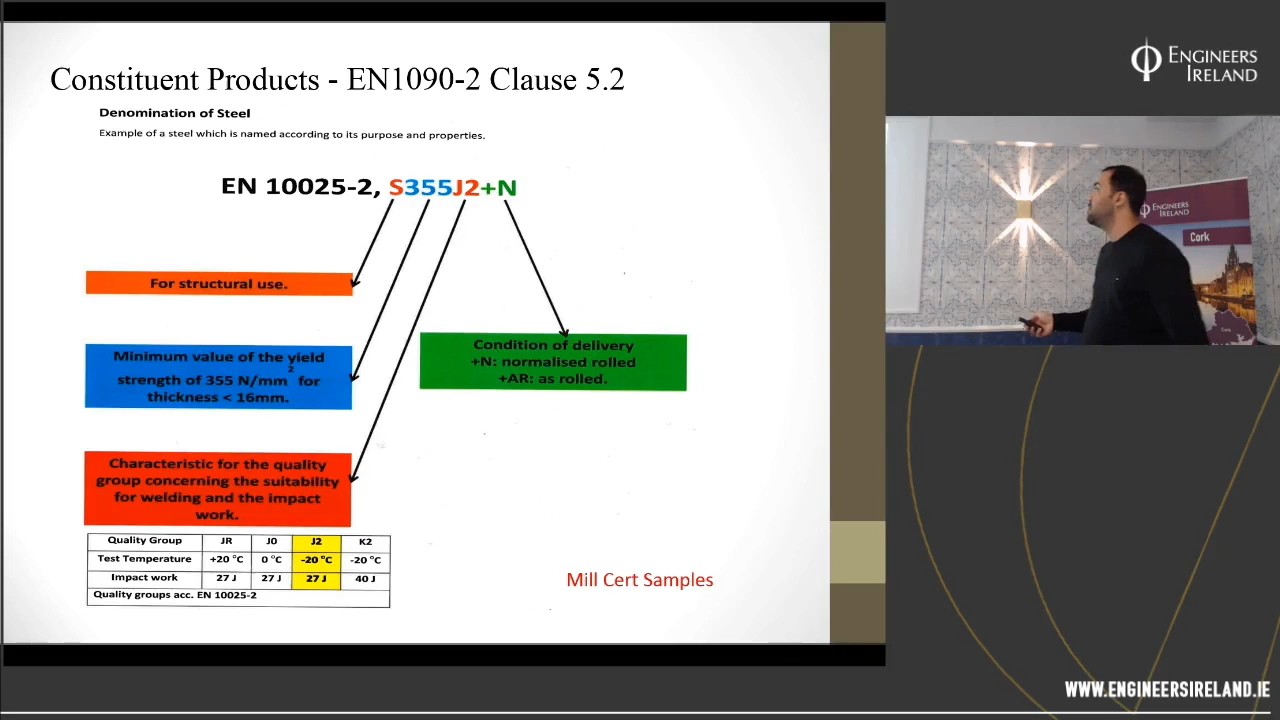 Constituent Products - EN1090-2 Clause 5.2
Denomination of Steel
Example of a steel which is named according to its purpose and properties.
EN 10025-2, S355J2+N
For structural use.
Minimum value of the yield
strength of 355 N/mm2 for
thickness < 16mm.
Condition of delivery
+N: normalised rolled
+AR: as rolled.
Characteristic for the quality
group concerning the suitability
for welding and the impact
work.
Quality Group JR J0 J2 K2
Test Temperature +20 °C 0 °C -20 °C -20 °C
Impact work 27 J 27 J 27 J 40 J
Quality groups acc. EN 10025-2
Mill Cert Samples
ENGINEERS
IRELAND
ENGINEERS
IRELAND
Cork
WWW.ENGINEERSIRELAND.IE